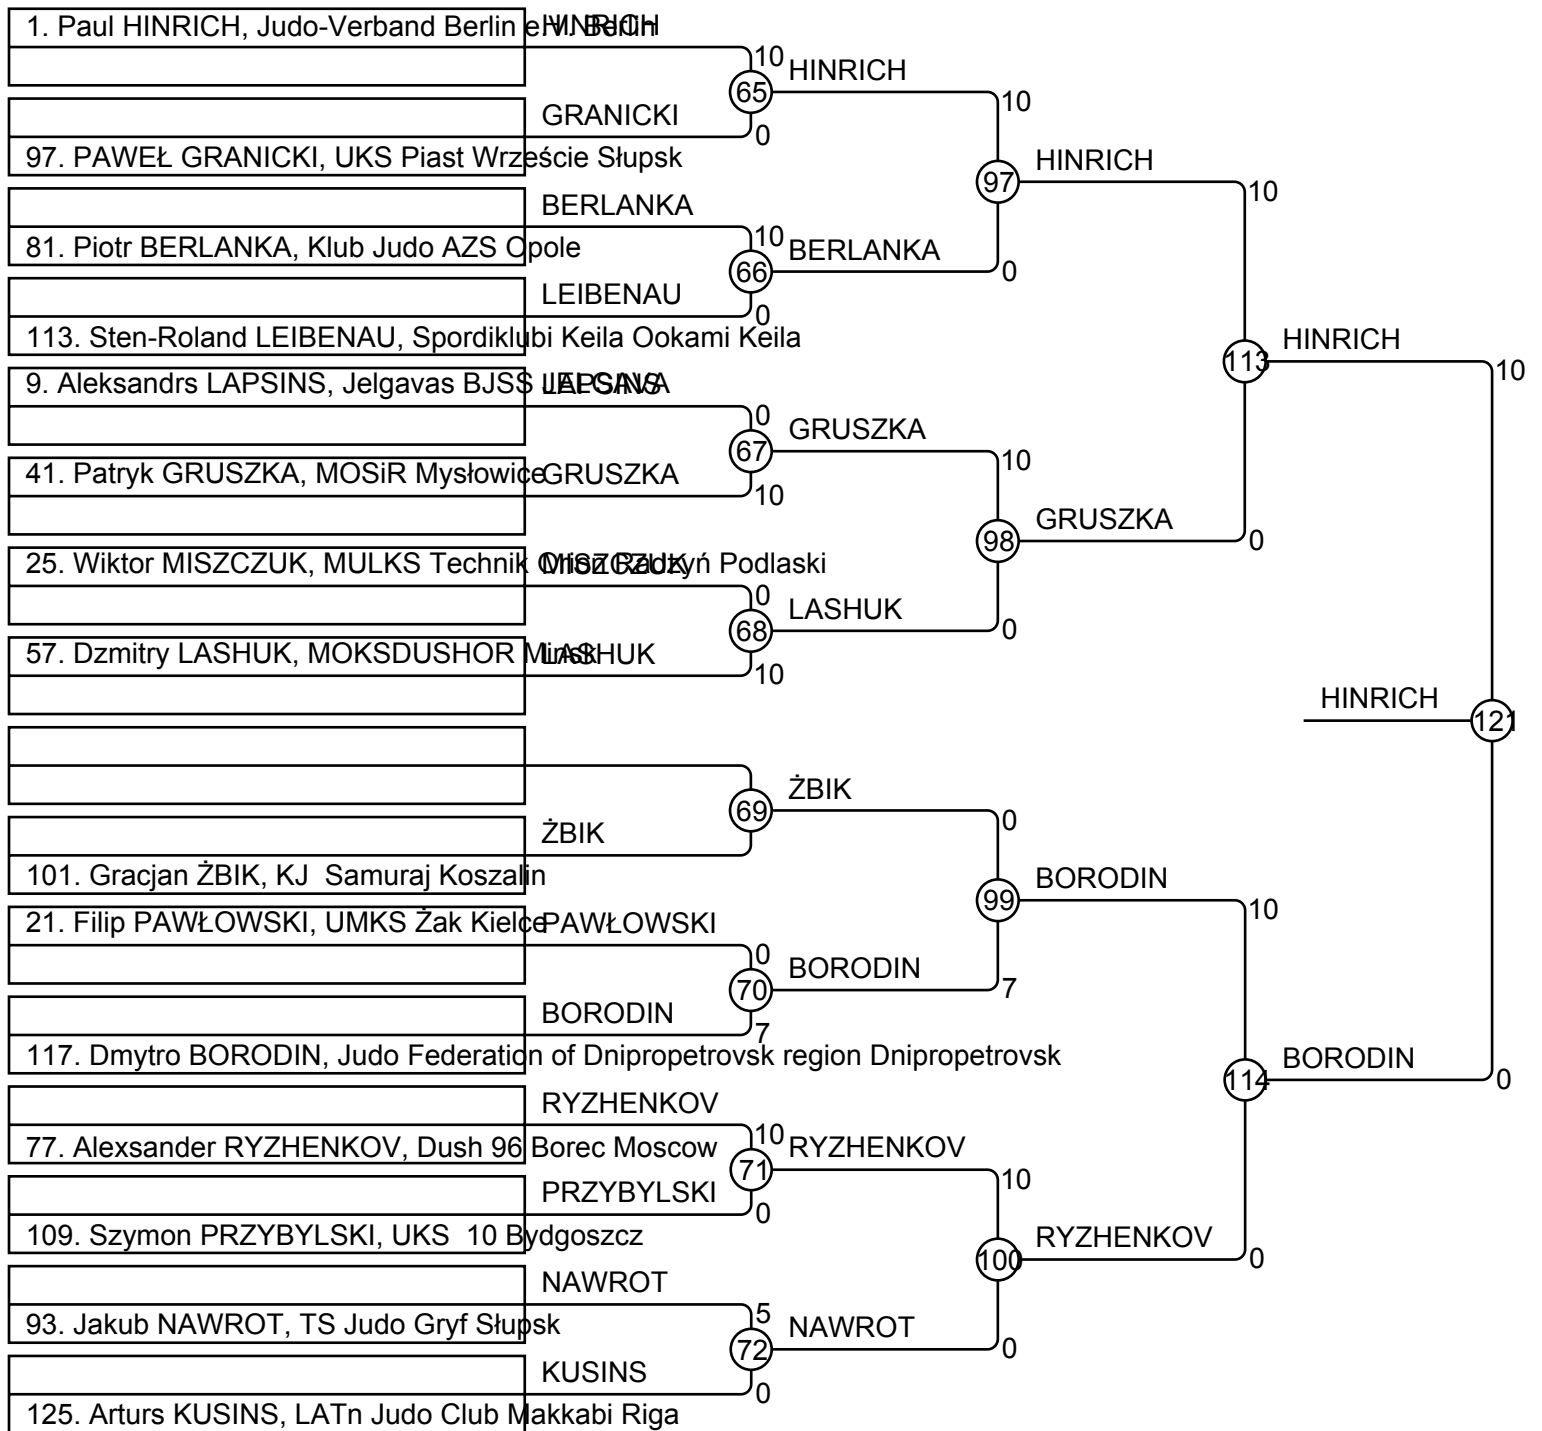 1. Paul HINRICH, Judo-Verband Berlin e.V. Berlin
HINRICH
10
HINRICH
65
10
GRANICKI
0
97. PAWEŁ GRANICKI, UKS Piast Wrzeście Słupsk
HINRICH
97
10
BERLANKA
81. Piotr BERLANKA, Klub Judo AZS Opole
10
BERLANKA
66
0
LEIBENAU
0
113. Sten-Roland LEIBENAU, Spordiklubi Keila Ookami Keila
HINRICH
113
10
9. Aleksandrs LAPSINS, Jelgavas BJSS JELGAVA
LAPSINS
0
GRUSZKA
67
10
41. Patryk GRUSZKA, MOSiR Mysłowice
GRUSZKA
10
GRUSZKA
98
0
25. Wiktor MISZCZUK, MULKS Technik Orion Radzyń Podlaski
MISZCZUK
0
LASHUK
68
0
57. Dzmitry LASHUK, MOKSDUSHOR Minsk
LASHUK
10
HINRICH
121
ŻBIK
69
0
ŻBIK
101. Gracjan ŻBIK, KJ  Samuraj Koszalin
BORODIN
99
10
21. Filip PAWŁOWSKI, UMKS Żak Kielce
PAWŁOWSKI
0
BORODIN
70
7
BORODIN
7
117. Dmytro BORODIN, Judo Federation of Dnipropetrovsk region Dnipropetrovsk
BORODIN
114
0
RYZHENKOV
77. Alexsander RYZHENKOV, Dush 96 Borec Moscow
10
RYZHENKOV
71
10
PRZYBYLSKI
0
109. Szymon PRZYBYLSKI, UKS  10 Bydgoszcz
RYZHENKOV
100
0
NAWROT
93. Jakub NAWROT, TS Judo Gryf Słupsk
5
NAWROT
72
0
KUSINS
0
125. Arturs KUSINS, LATn Judo Club Makkabi Riga